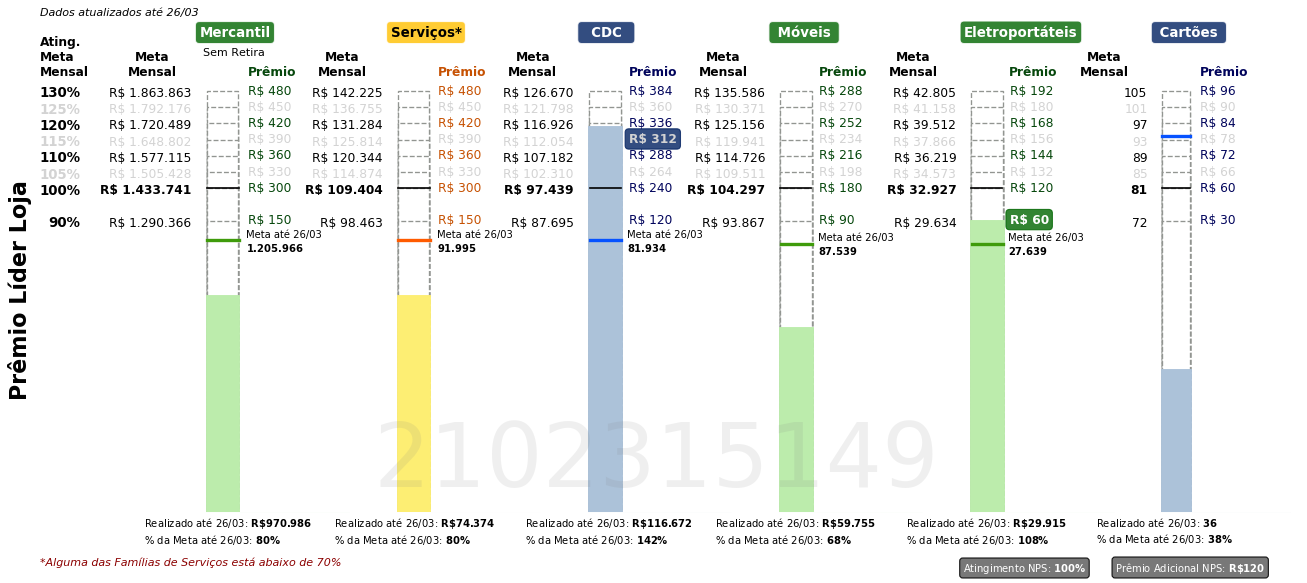 Dados atualizados até 26/03
Mercantil Serviços* CDC Móveis Eletroportáteis Cartões
Sem Retira
Ating. Meta Mensal Meta Mensal Prêmio Meta Mensal Prêmio Meta Mensal Prêmio Meta Mensal Prêmio Meta Mensal Prêmio Meta Mensal Prêmio
130% R$ 1.863.863 R$ 480 R$ 142.225 R$ 480 R$ 126.670 R$ 384 R$ 135.586 R$ 288 R$ 42.805 R$ 192 105 R$ 96
125% R$ 1.792.176 R$ 450 R$ 136.755 R$ 450 R$ 121.798 R$ 360 R$ 130.371 R$ 270 R$ 41.158 R$ 180 101 R$ 90
120% R$ 1.720.489 R$ 420 R$ 131.284 R$ 420 R$ 116.926 R$ 336 R$ 125.156 R$ 252 R$ 39.512 R$ 168 97 R$ 84
115% R$ 1.648.802 R$ 390 R$ 125.814 R$ 390 R$ 112.054 R$ 312 R$ 119.941 R$ 234 R$ 37.866 R$ 156 93 R$ 78
110% R$ 1.577.115 R$ 360 R$ 120.344 R$ 360 R$ 107.182 R$ 288 R$ 114.726 R$ 216 R$ 36.219 R$ 144 89 R$ 72
105% R$ 1.505.428 R$ 330 R$ 114.874 R$ 330 R$ 102.310 R$ 264 R$ 109.511 R$ 198 R$ 34.573 R$ 132 85 R$ 66
100% R$ 1.433.741 R$ 300 R$ 109.404 R$ 300 R$ 97.439 R$ 240 R$ 104.297 R$ 180 R$ 32.927 R$ 120 81 R$ 60
90% R$ 1.290.366 R$ 150 R$ 98.463 R$ 150 R$ 87.695 R$ 120 R$ 93.867 R$ 90 R$ 29.634 R$ 60 72 R$ 30
Meta até 26/03 Meta até 26/03 Meta até 26/03 Meta até 26/03 Meta até 26/03
1.205.966 91.995 81.934 87.539 27.639
Prêmio Líder Loja
2102315149
Realizado até 26/03: R$970.986 Realizado até 26/03: R$74.374 Realizado até 26/03: R$116.672 Realizado até 26/03: R$59.755 Realizado até 26/03: R$29.915 Realizado até 26/03: 36
% da Meta até 26/03: 80% % da Meta até 26/03: 80% % da Meta até 26/03: 142% % da Meta até 26/03: 68% % da Meta até 26/03: 108% % da Meta até 26/03: 38%
*Alguma das Famílias de Serviços está abaixo de 70%
Atingimento NPS: 100% Prêmio Adicional NPS: R$120